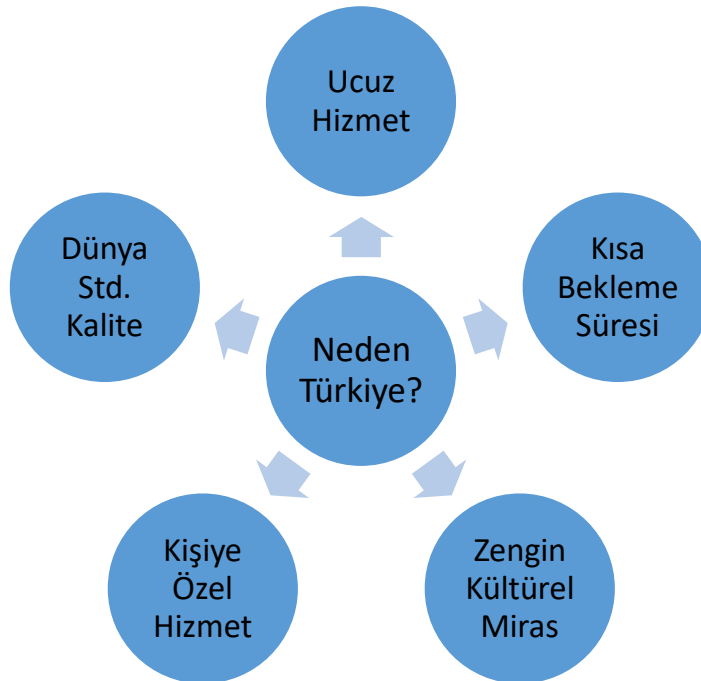 Ucuz
Hizmet
Dünya
Std.
Kalite
Kısa
Bekleme
Süresi
Neden
Türkiye?
Kişiye
Özel
Hizmet
Zengin
Kültürel
Miras